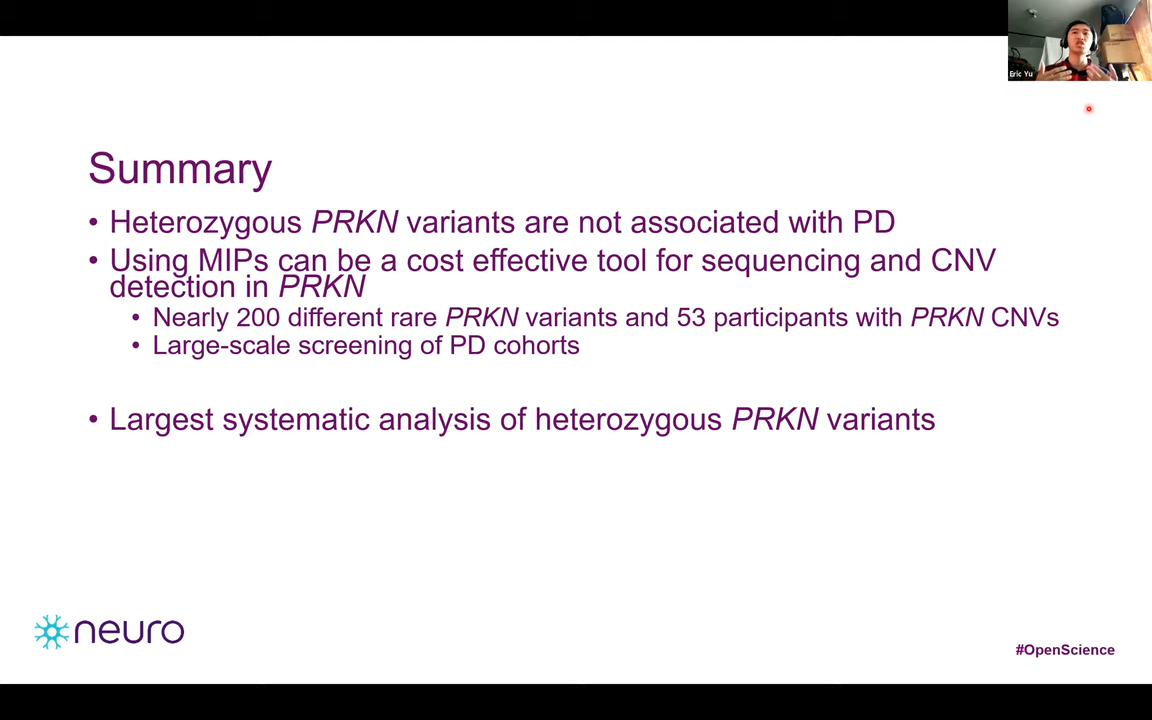 Eric Yu
Summary
• Heterozygous PRKN variants are not associated with PD
• Using MIPs can be a cost effective tool for sequencing and CNV
detection in PRKN
• Nearly 200 different rare PRKN variants and 53 participants with PRKN CNVs
• Large-scale screening of PD cohorts
• Largest systematic analysis of heterozygous PRKN variants
neuro
#OpenScience